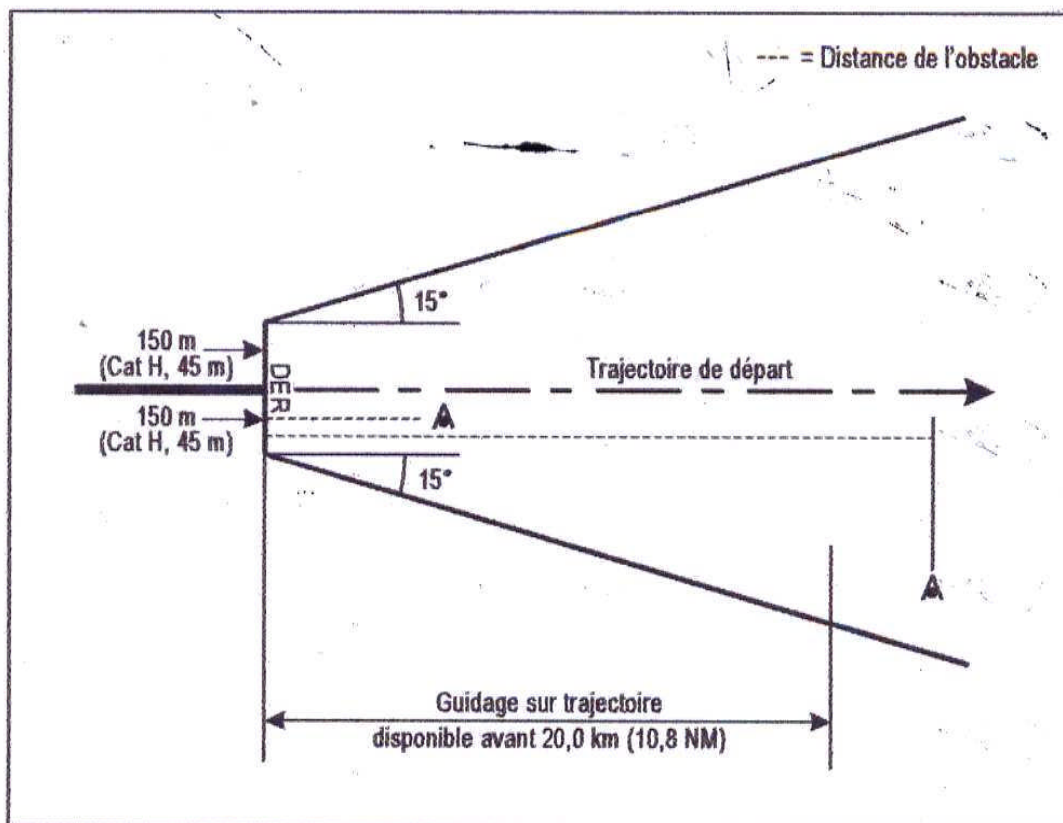 --- = Distance de l'obstacle
15°
150 m
(Cat H, 45 m)
DER
Trajectoire de départ
150 m
(Cat H, 45 m)
15°
Guidage sur trajectoire
disponible avant 20,0 km (10,8 NM)